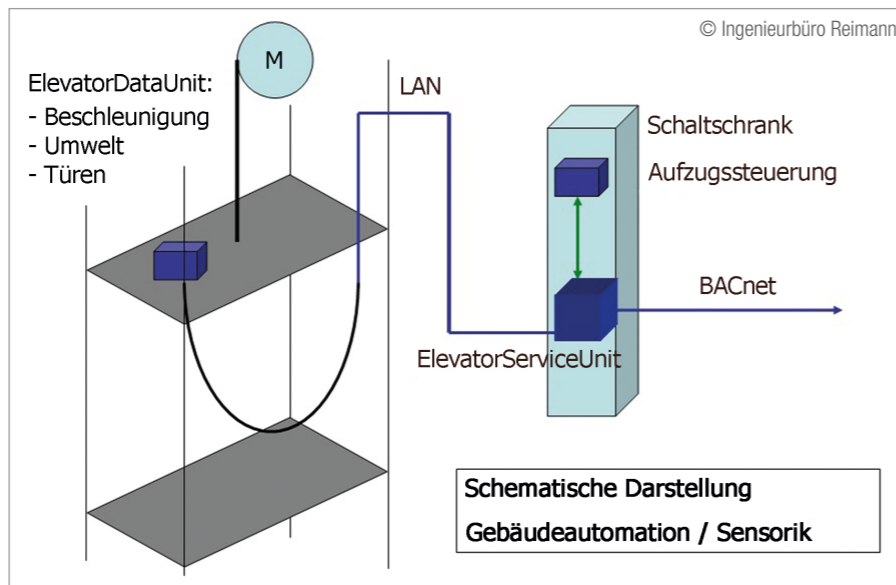 © Ingenieurbüro Reimann
M
ElevatorDataUnit:
- Beschleunigung
- Umwelt
- Türen
LAN
Schaltschrank
Aufzugssteuerung
BACnet
ElevatorServiceUnit
Schematische Darstellung
Gebäudeautomation / Sensorik